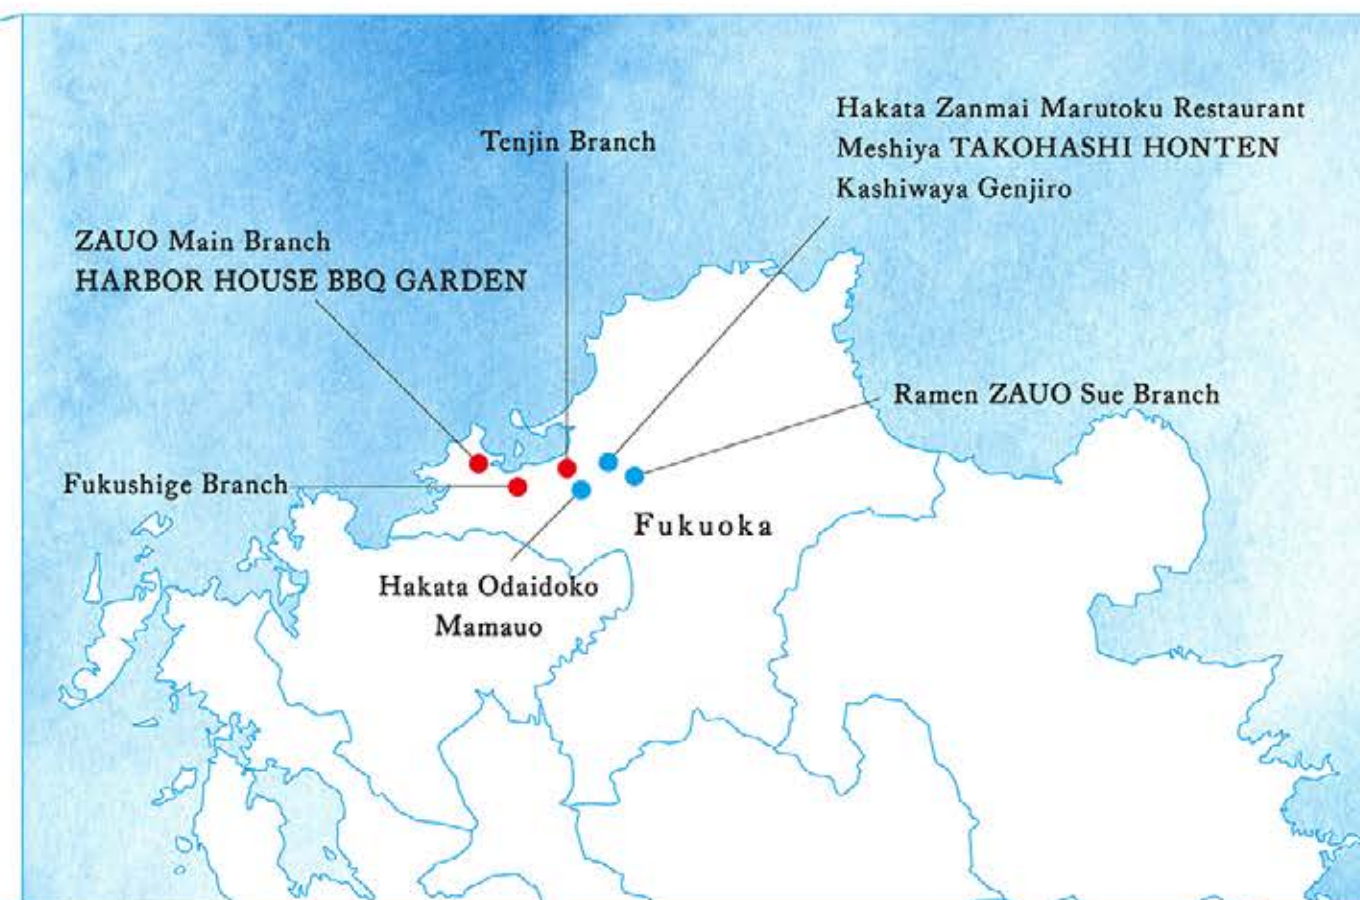 Hakata Zanmai Marutoku Restaurant
Meshiya TAKOHASHI HONTEN
Kashiwaya Genjiro
Tenjin Branch
ZAUO Main Branch
HARBOR HOUSE BBQ GARDEN
Ramen ZAUO Sue Branch
Fukushige Branch
Fukuoka
Hakata Odaidoko
Mamauo